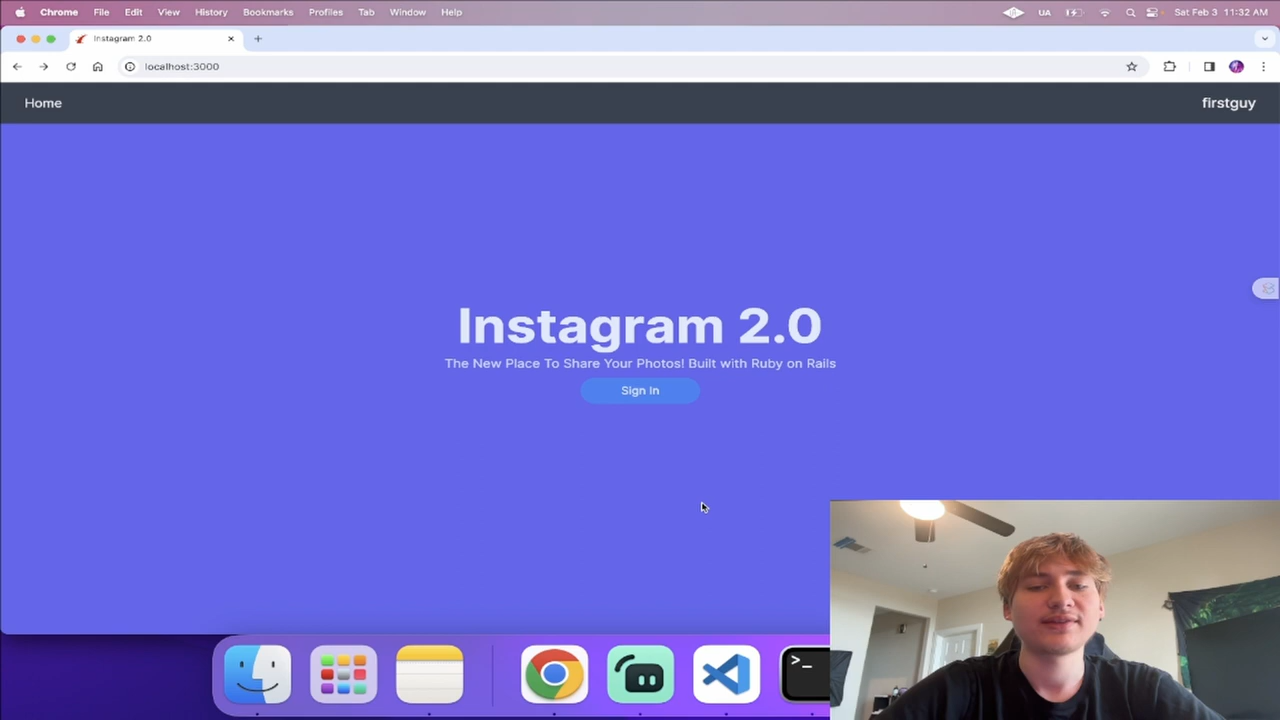 Chrome File Edit View History Bookmarks Profiles Tab Window Help UA Sat Feb 3 11:32 AM
Instagram 2.0
localhost:3000
Home firstguy
Instagram 2.0
The New Place To Share Your Photos! Built with Ruby on Rails
Sign In
>_